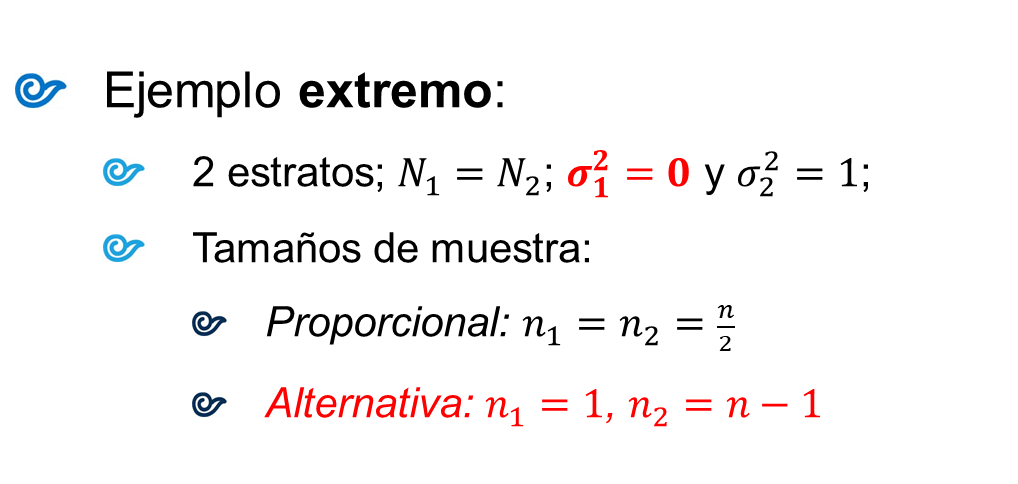 Ejemplo extremo:
2 estratos; N₁ = N₂; σ₁² = 0 y σ₂² = 1;
Tamaños de muestra:
Proporcional: n₁ = n₂ = n/2
Alternativa: n₁ = 1, n₂ = n − 1